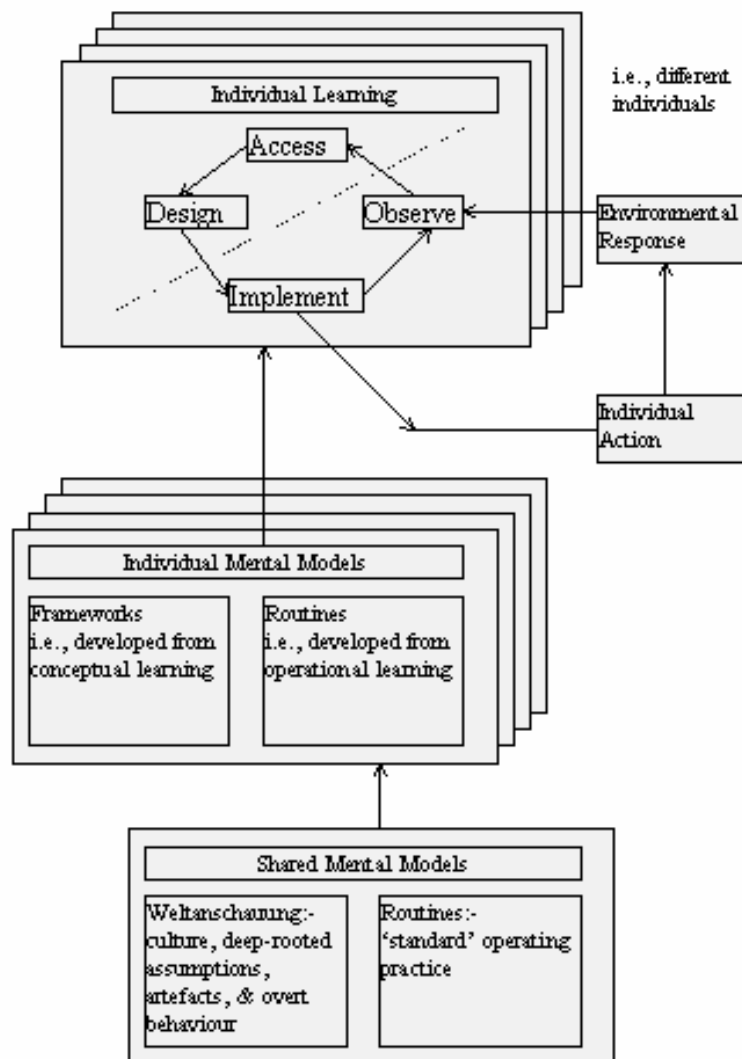 i.e., different
individuals
Individual Learning
Access
Design
Observe
Implement
Environmental
Response
Individual
Action
Individual Mental Models
Frameworks
i.e., developed from
conceptual learning
Routines
i.e., developed from
operational learning
Shared Mental Models
Weltanschauung:-
culture, deep-rooted
assumptions,
artefacts, & overt
behaviour
Routines:-
‘standard’ operating
practice